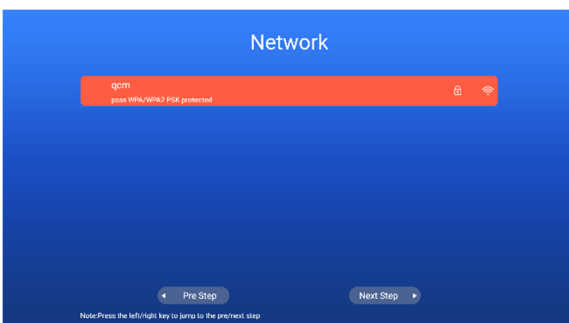 Network
qcm
pass WPA/WPA2 PSK protected
Pre Step
Next Step
Note:Press the left/right key to jump to the pre/next step